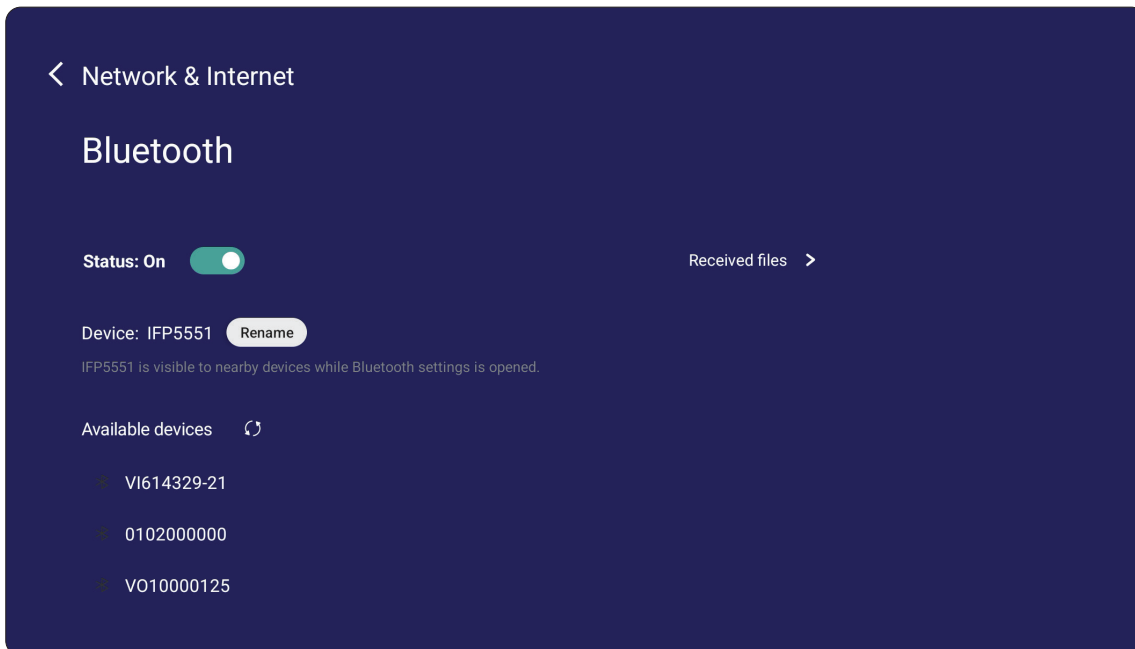 Network & Internet
Bluetooth
Status: On
Received files
Device: IFP5551 Rename
IFP5551 is visible to nearby devices while Bluetooth settings is opened.
Available devices
VI614329-21
0102000000
VO10000125